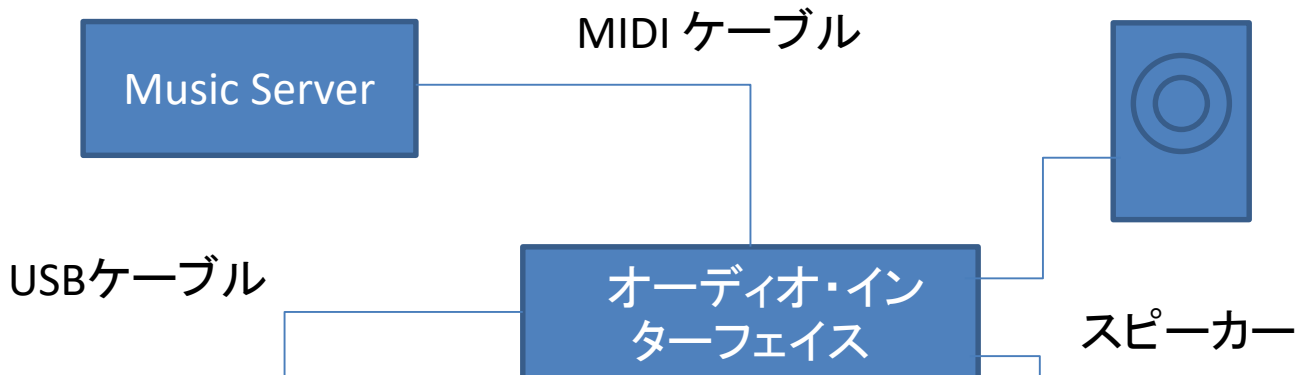 MIDI ケーブル
Music Server
USBケーブル
オーディオ・イン
ターフェイス
スピーカー